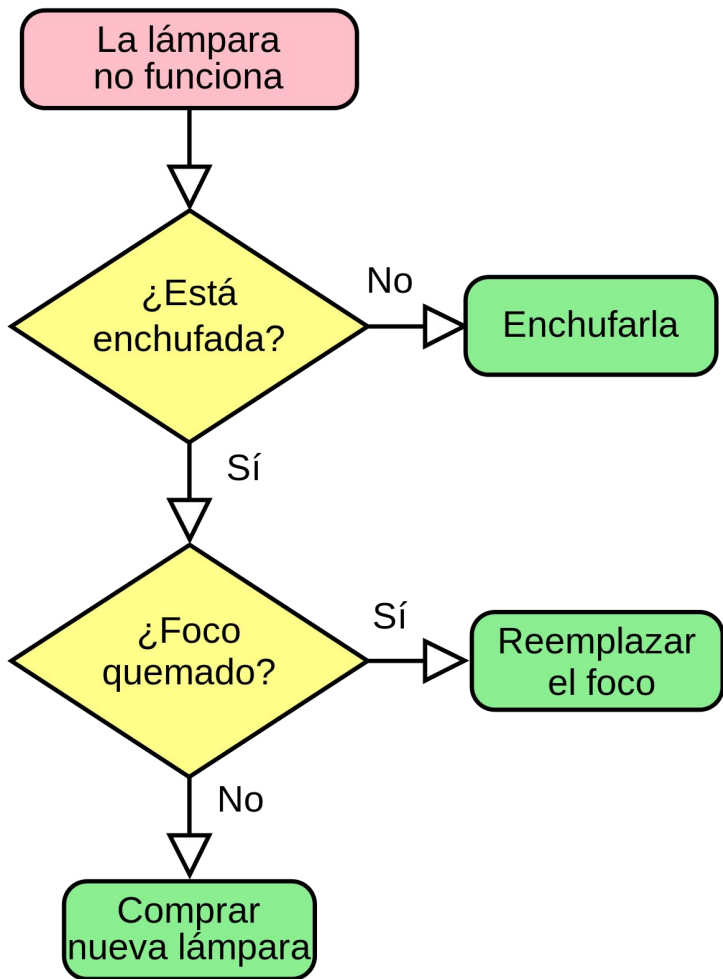 La lámpara
no funciona
¿Está
enchufada?
No
Enchufarla
Sí
¿Foco
quemado?
Sí
Reemplazar
el foco
No
Comprar
nueva lámpara